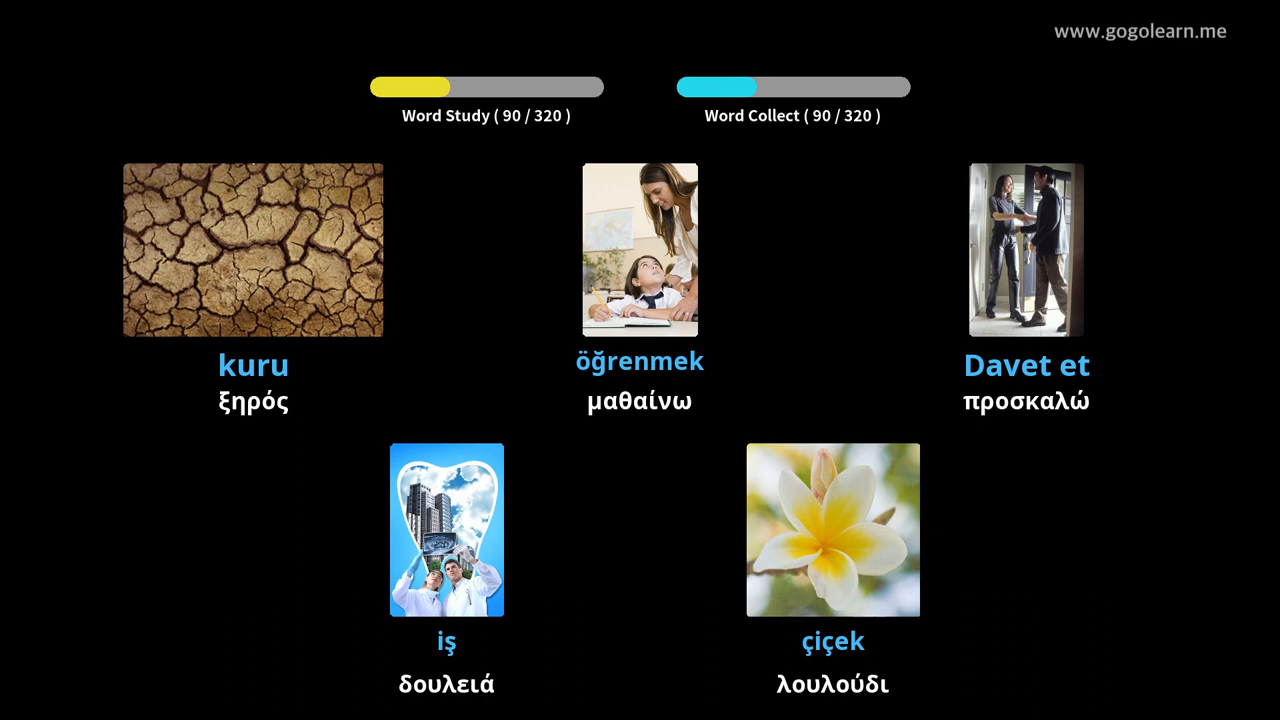 www.gogolearn.me
Word Study ( 90 / 320 )
Word Collect ( 90 / 320 )
kuru
ξηρός
öğrenmek
μαθαίνω
Davet et
προσκαλώ
iş
δουλειά
çiçek
λουλούδι